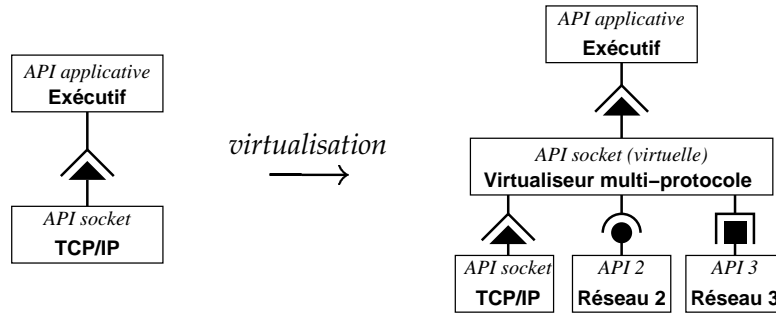 API applicative
Exécutif
API socket
TCP/IP
virtualisation
API applicative
Exécutif
API socket (virtuelle)
Virtualiseur multi−protocole
API socket
TCP/IP
API 2
Réseau 2
API 3
Réseau 3